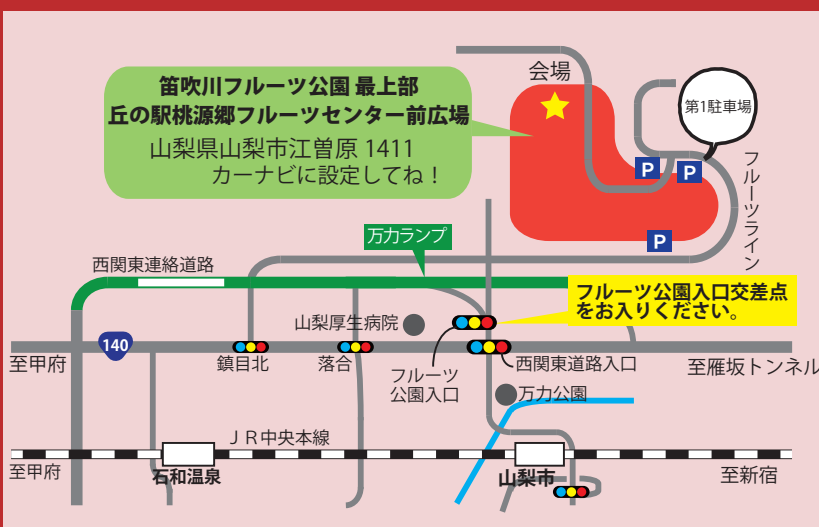 会場
笛吹川フルーツ公園 最上部
丘の駅桃源郷フルーツセンター前広場
山梨県山梨市江曽原 1411
カーナビに設定してね！
第1駐車場
P
P
P
フルーツライン
万力ランプ
西関東連絡道路
フルーツ公園入口交差点
をお入りください。
山梨厚生病院
140
至甲府
鎮目北
落合
フルーツ
公園入口
西関東道路入口
至雁坂トンネル
万力公園
ＪＲ中央本線
至甲府
石和温泉
山梨市
至新宿